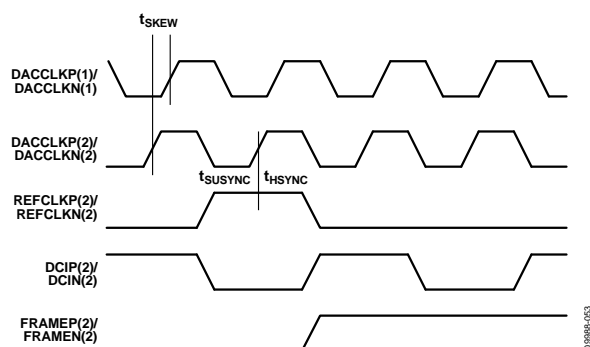 tSKEW
DACCLKP(1)/
DACCLKN(1)
DACCLKP(2)/
DACCLKN(2)
tSUSYNC tHSYNC
REFCLKP(2)/
REFCLKN(2)
DCIP(2)/
DCIN(2)
FRAMEP(2)/
FRAMEN(2)
09988-053